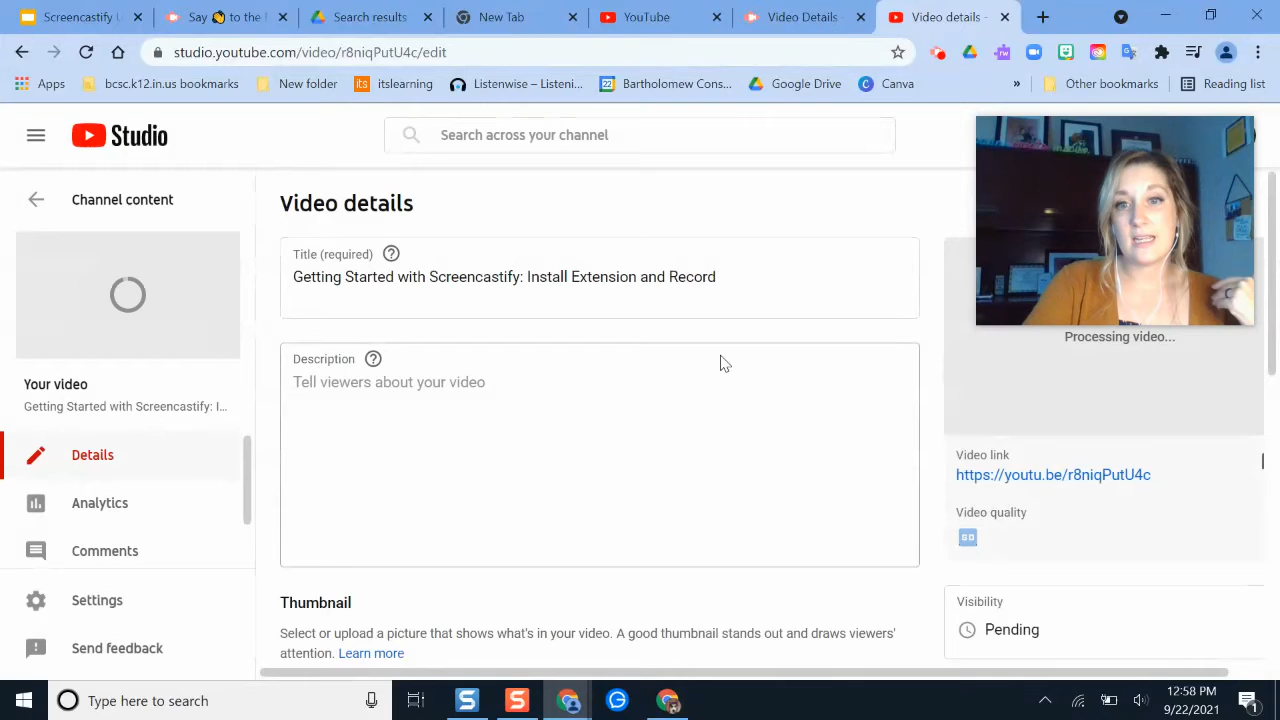 Screencastify
Say 👋 to the
Search results
New Tab
YouTube
Video Details -
Video details -
studio.youtube.com/video/r8niqPutU4c/edit
Apps
bcsc.k12.in.us bookmarks
New folder
its
itslearning
Listenwise – Listeni...
22
Bartholomew Cons...
Google Drive
Canva
»
Other bookmarks
Reading list
Studio
Search across your channel
Channel content
Video details
Title (required)
Getting Started with Screencastify: Install Extension and Record
Processing video...
Description
Tell viewers about your video
Your video
Getting Started with Screencastify: I...
Details
Video link
https://youtu.be/r8niqPutU4c
Analytics
Video quality
SD
Comments
Thumbnail
Visibility
Settings
Select or upload a picture that shows what's in your video. A good thumbnail stands out and draws viewers'
Pending
attention. Learn more
Send feedback
Type here to search
12:58 PM
9/22/2021
1